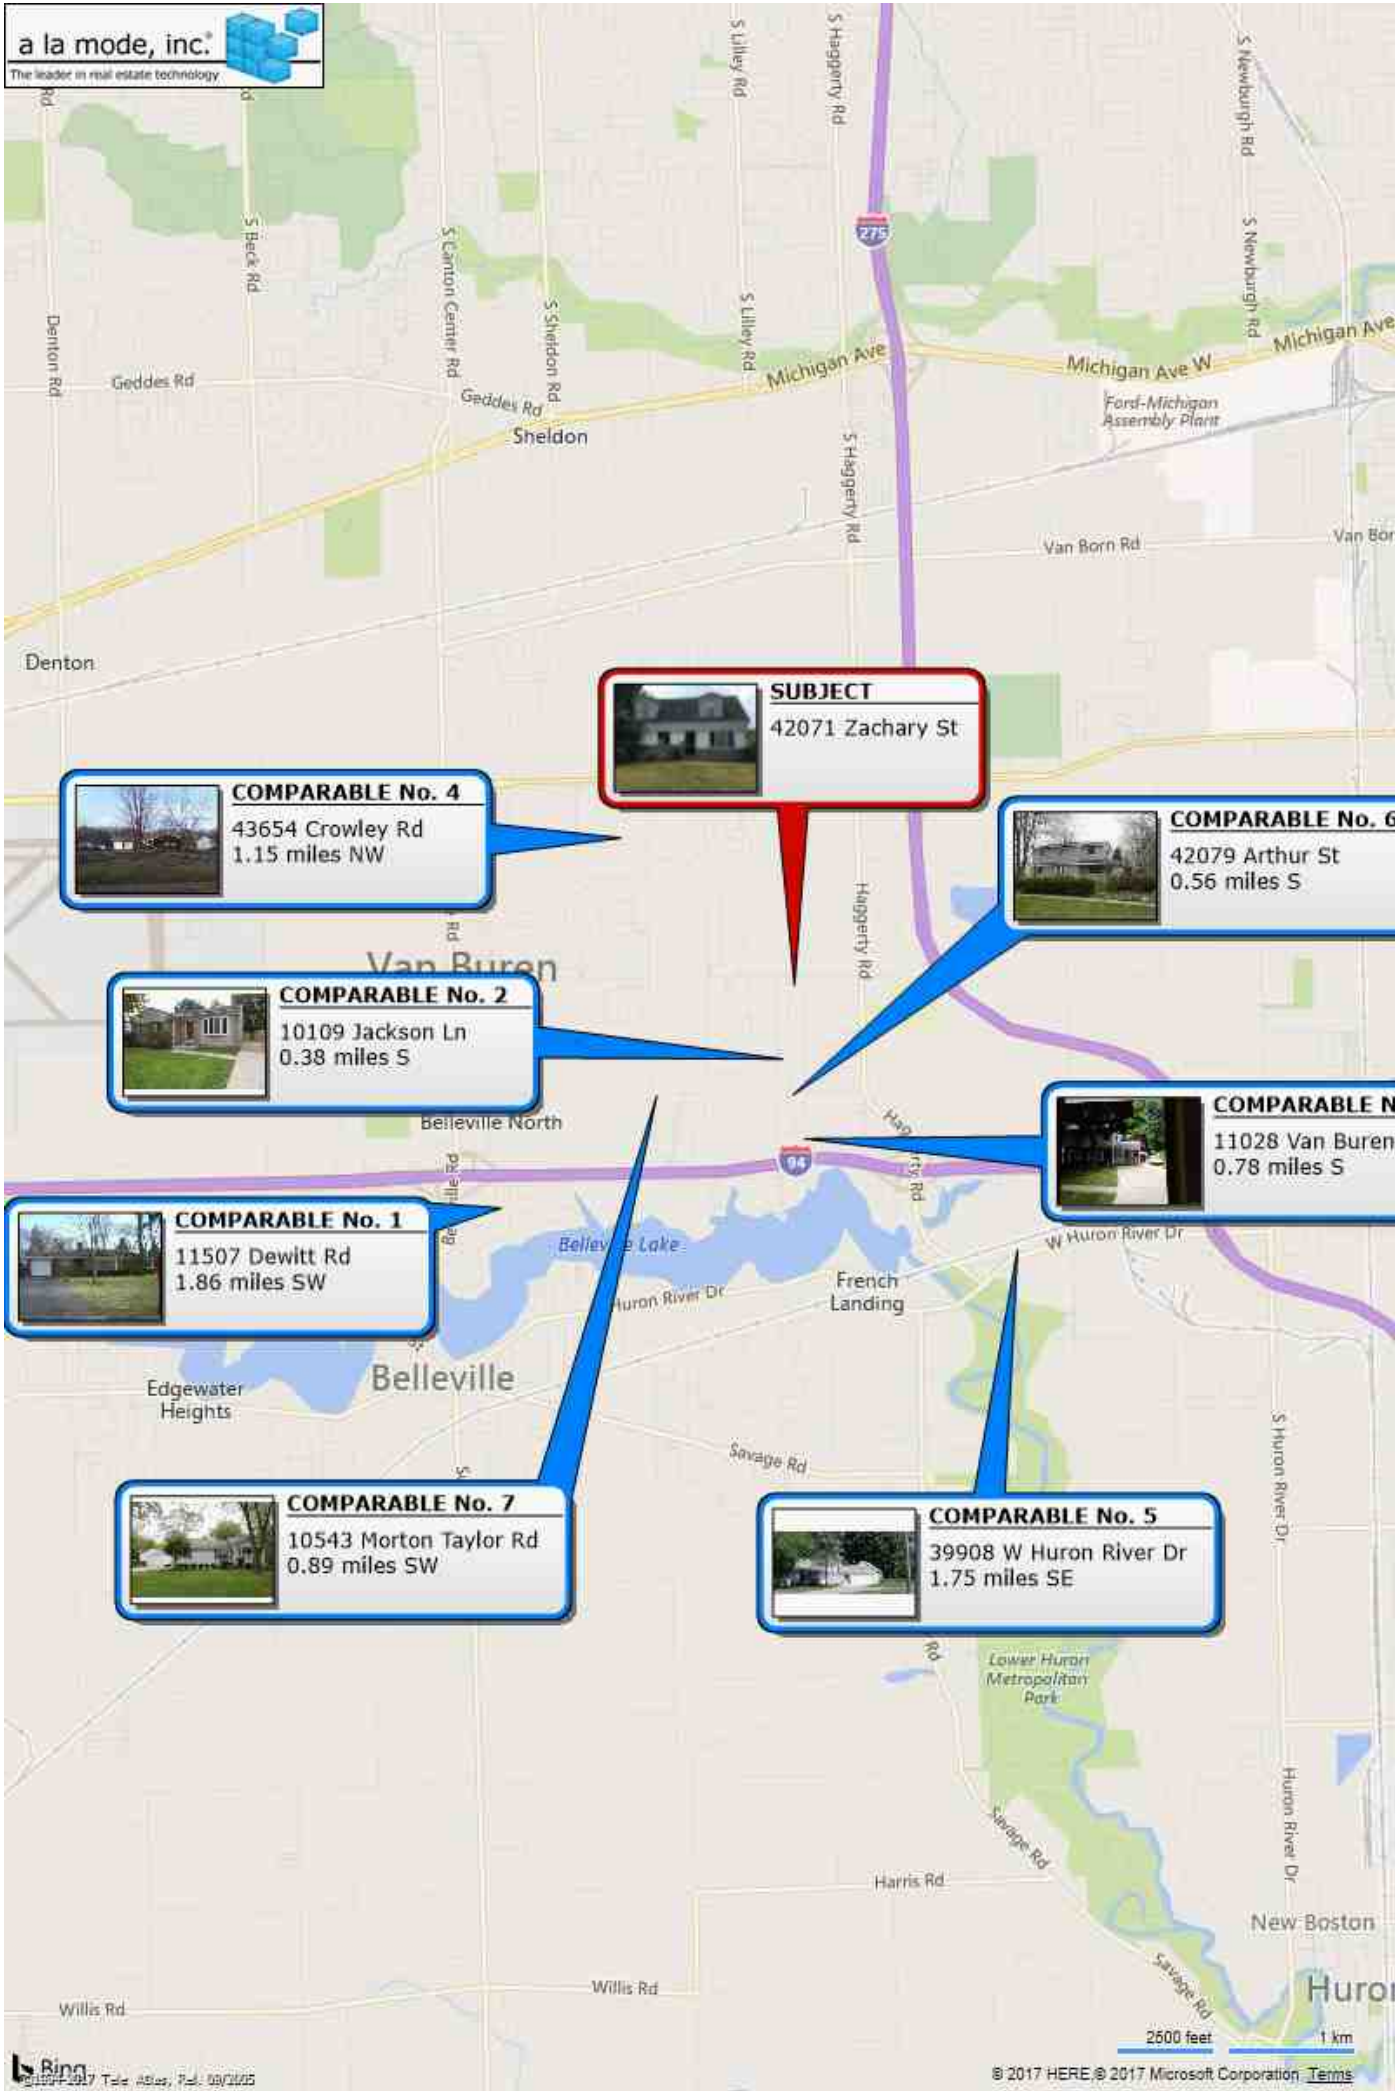 a la mode, inc.®
The leader in real estate technology
Rd
Rd
S Lilley Rd
S Haggerty Rd
S Newburgh Rd
S Beck Rd
S Canton Center Rd
275
S Newburgh Rd
Denton Rd
S Sheldon Rd
S Lilley Rd
Michigan Ave
Michigan Ave W
Michigan Ave
Geddes Rd
Geddes Rd
Ford-Michigan
Assembly Plant
Sheldon
S Haggerty Rd
Van Born Rd
Van Bor
Denton
SUBJECT
42071 Zachary St
COMPARABLE No. 4
43654 Crowley Rd
1.15 miles NW
COMPARABLE No. 6
42079 Arthur St
0.56 miles S
Rd
Haggerty Rd
Van Buren
COMPARABLE No. 2
10109 Jackson Ln
0.38 miles S
Belleville North
COMPARABLE N
11028 Van Buren
0.78 miles S
94
COMPARABLE No. 1
11507 Dewitt Rd
1.86 miles SW
Belleville Lake
W Huron River Dr
Huron River Dr
French
Landing
Belleville
Edgewater
Heights
Savage Rd
S Huron River Dr
COMPARABLE No. 7
10543 Morton Taylor Rd
0.89 miles SW
COMPARABLE No. 5
39908 W Huron River Dr
1.75 miles SE
Rd
Lower Huron
Metropolitan
Park
Huron River Dr
Savage Rd
Harris Rd
New Boston
Savage Rd
Willis Rd
Willis Rd
Huro
2500 feet
1 km
Bing
© 2017 HERE © 2017 Microsoft Corporation Terms